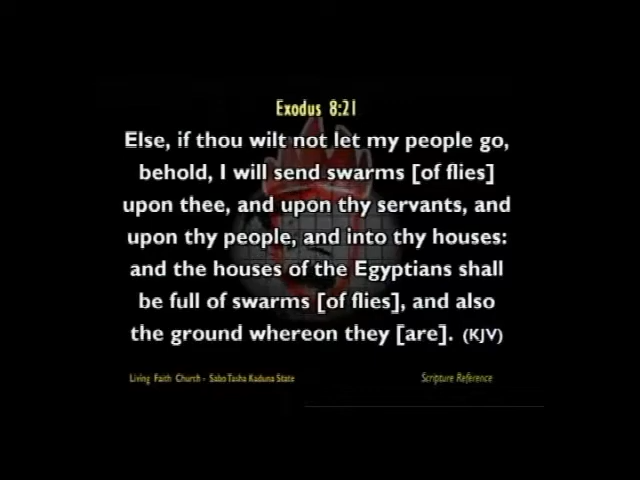 Exodus 8:21
Else, if thou wilt not let my people go,
behold, I will send swarms [of flies]
upon thee, and upon thy servants, and
upon thy people, and into thy houses:
and the houses of the Egyptians shall
be full of swarms [of flies], and also
the ground whereon they [are]. (KJV)
Living Faith Church - Sabo Tasha Kaduna State
Scripture Reference